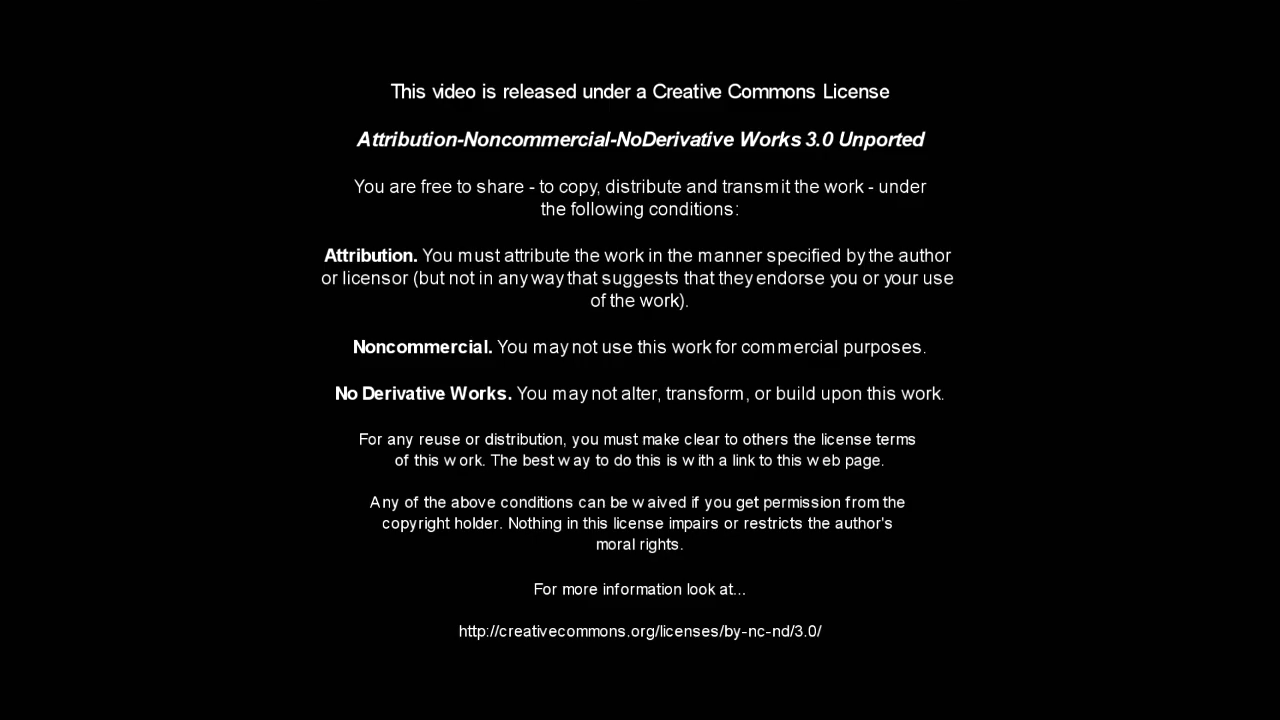 This video is released under a Creative Commons License
Attribution-Noncommercial-NoDerivative Works 3.0 Unported
You are free to share - to copy, distribute and transmit the work - under
the following conditions:
Attribution. You must attribute the work in the manner specified by the author
or licensor (but not in any way that suggests that they endorse you or your use
of the work).
Noncommercial. You may not use this work for commercial purposes.
No Derivative Works. You may not alter, transform, or build upon this work.
For any reuse or distribution, you must make clear to others the license terms
of this work. The best way to do this is with a link to this web page.
Any of the above conditions can be waived if you get permission from the
copyright holder. Nothing in this license impairs or restricts the author's
moral rights.
For more information look at...
http://creativecommons.org/licenses/by-nc-nd/3.0/